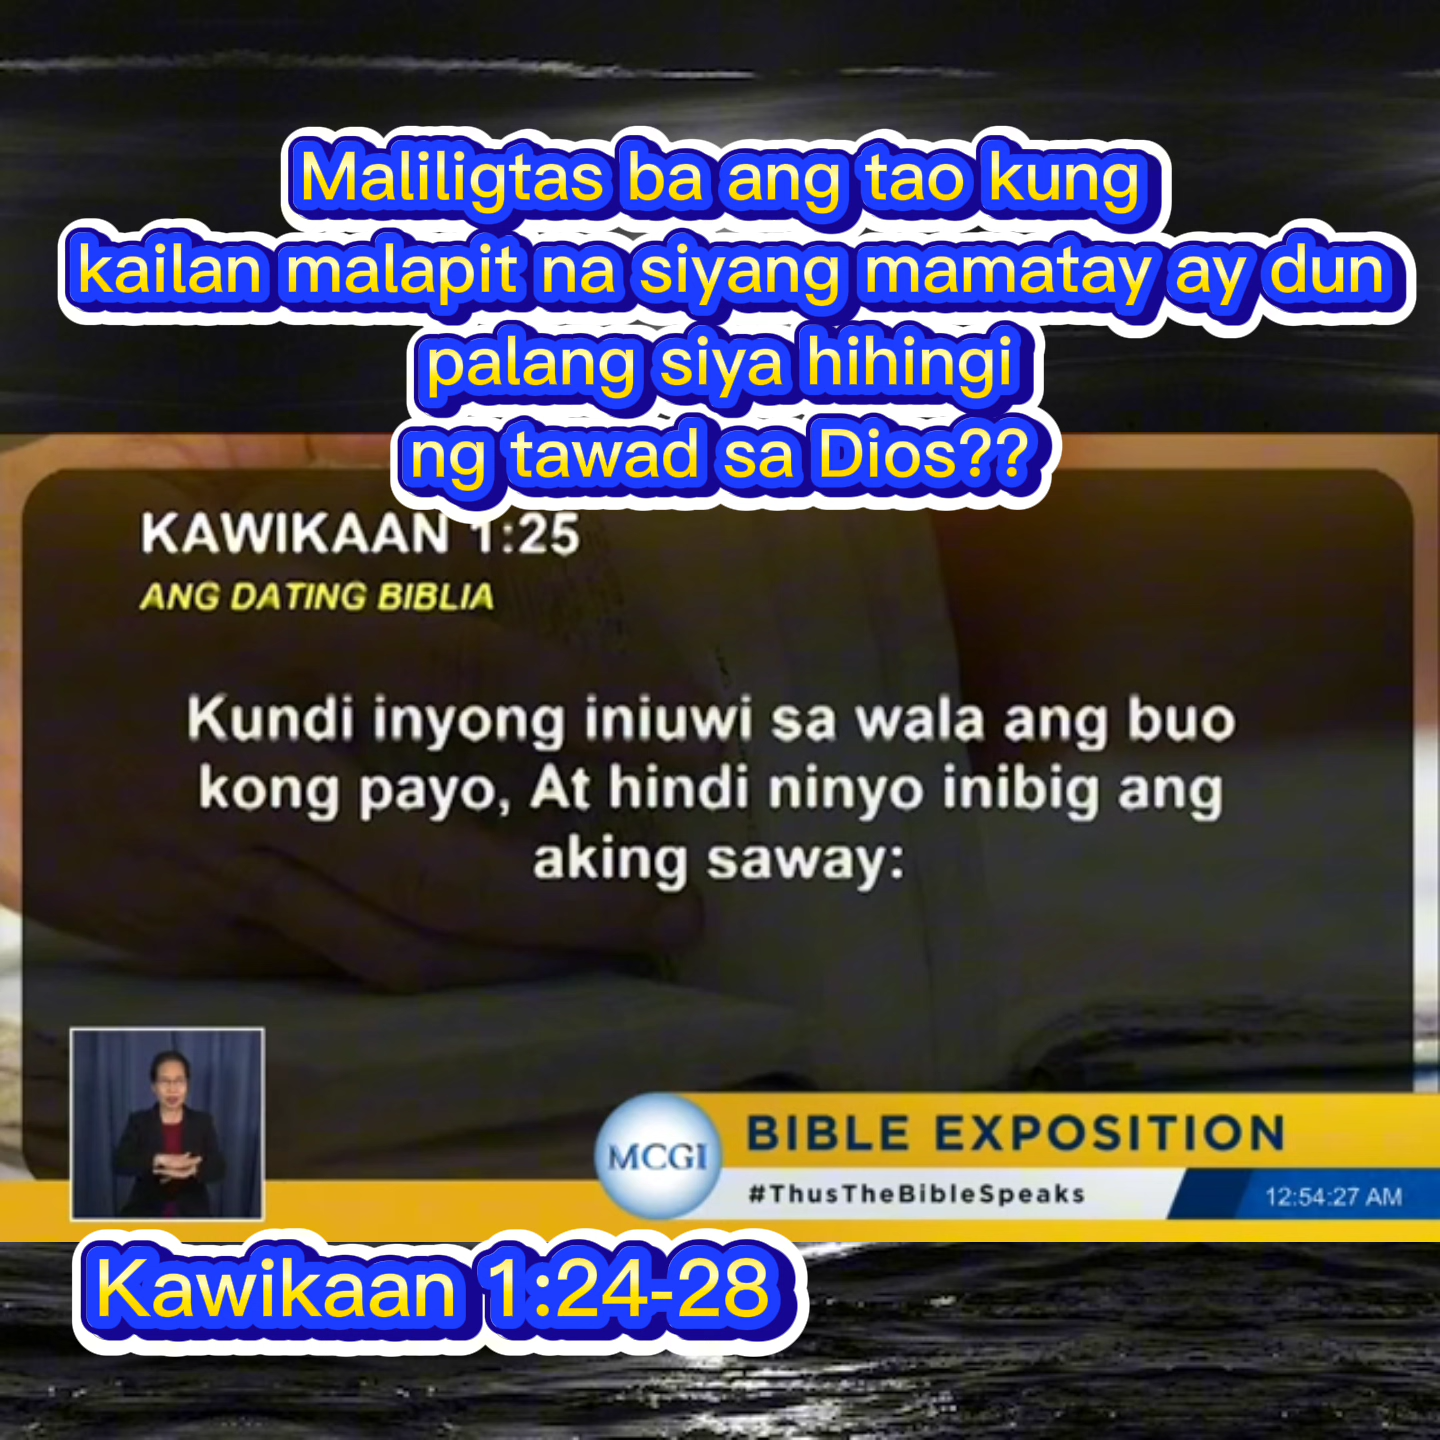 Maliligtas ba ang tao kung
kailan malapit na siyang mamatay ay dun
palang siya hihingi
ng tawad sa Dios??
KAWIKAAN 1:25
ANG DATING BIBLIA
Kundi inyong iniuwi sa wala ang buo
kong payo, At hindi ninyo inibig ang
aking saway:
MCGI
BIBLE EXPOSITION
#ThusTheBibleSpeaks
12:54:27 AM
Kawikaan 1:24-28